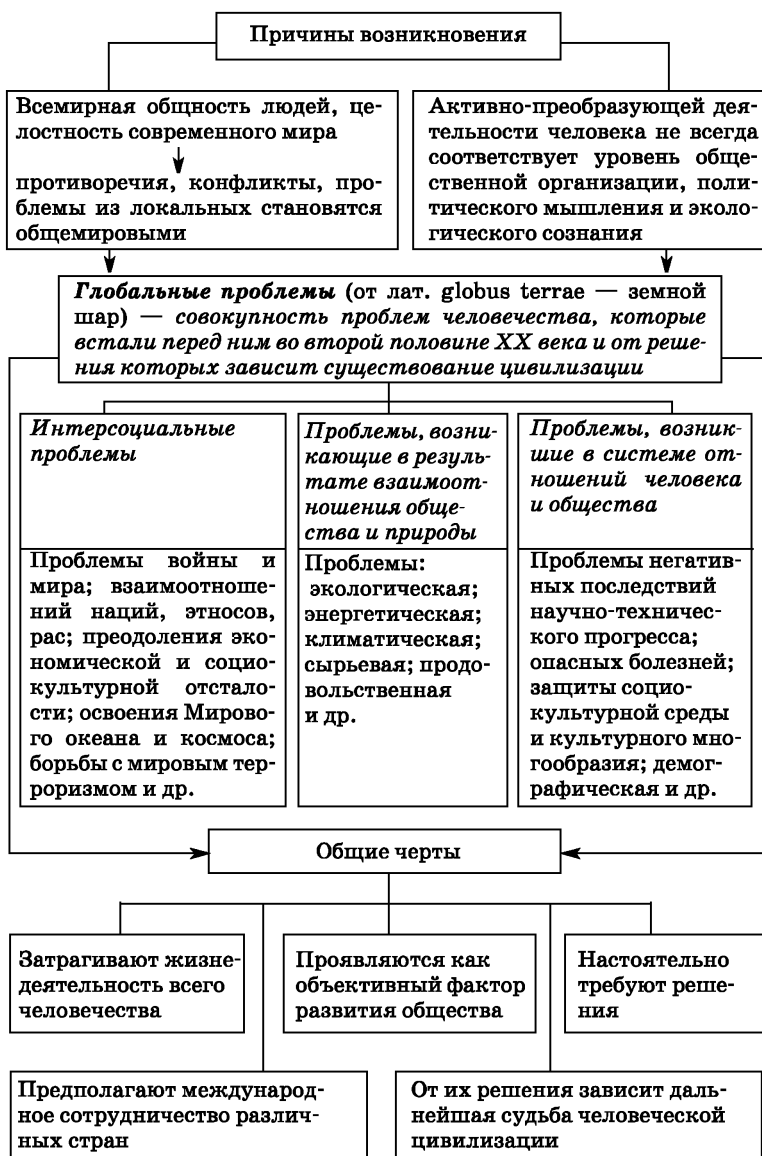 Причины возникновения
Всемирная общность людей, це-
лостность современного мира
противоречия, конфликты, про-
блемы из локальных становятся
общемировыми
Активно-преобразующей дея-
тельности человека не всегда
соответствует уровень общ-
ественной организации, поли-
тического мышления и эколо-
гического сознания
Глобальные проблемы (от лат. globus terrae — земной
шар) — совокупность проблем человечества, которые
встали перед ним во второй половине XX века и от реше-
ния которых зависит существование цивилизации
Интерсоциальные
проблемы
Проблемы, возни-
кающие в резуль-
тате взаимоот-
ношения обще-
ства и природы
Проблемы, возник-
шие в системе от-
ношений человека
и общества
Проблемы войны и
мира; взаимоотноше-
ний наций, этносов,
рас; преодоления эко-
номической и социо-
культурной отстало-
сти; освоения Мирово-
го океана и космоса;
борьбы с мировым тер-
роризмом и др.
Проблемы:
экологическая;
энергетическая;
климатическая;
сырьевая; продо-
вольственная
и др.
Проблемы негатив-
ных последствий
научно-техническ-
ого прогресса;
опасных болезней;
защиты социо-
культурной среды
и культурного мно-
гообразия; демог-
рафическая и др.
Общие черты
Затрагивают жизне-
деятельность всего
человечества
Проявляются как
объективный фактор
развития общества
Настоятельно
требуют реше-
ния
Предполагают международ-
ное сотрудничество различ-
ных стран
От их решения зависит даль-
нейшая судьба человеческой
цивилизации